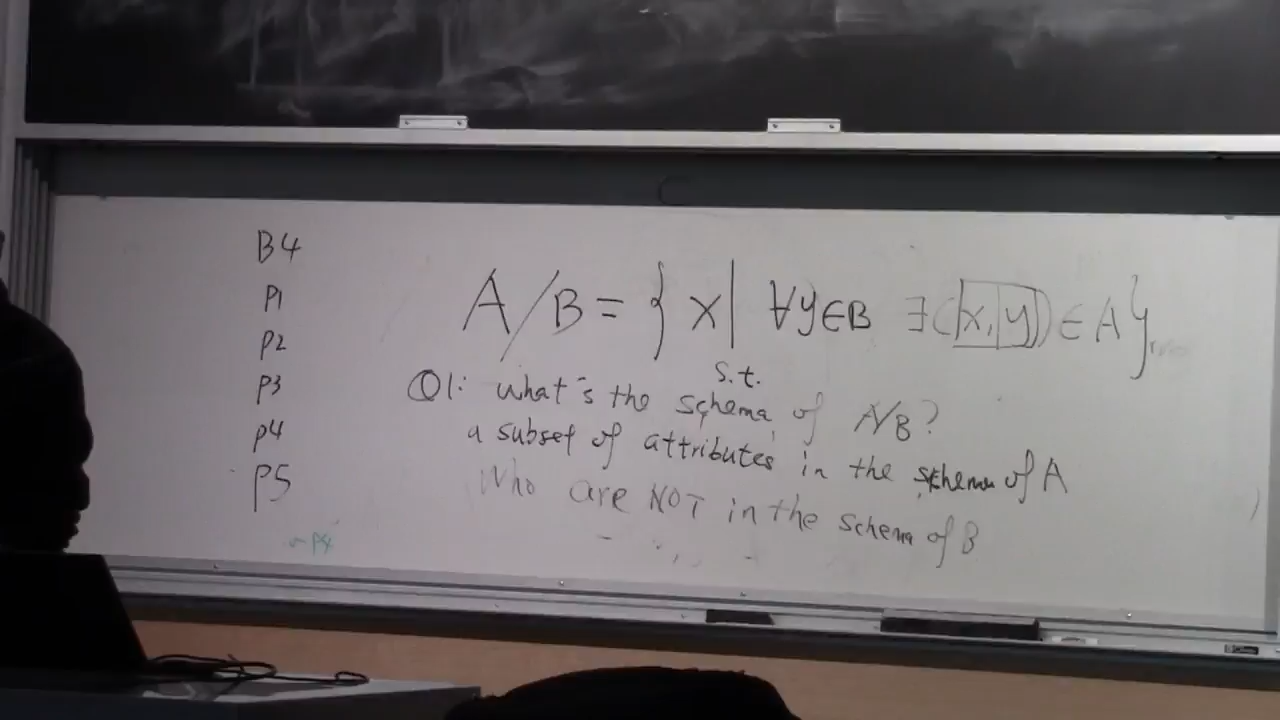 B4
P1
P2
P3
P4
P5
A/B = { x | ∀y∈B ∃(x,y) ∈ A }
s.t.
Q1: what's the schema of A/B?
a subset of attributes in the schema of A
Who are NOT in the schema of B
P4